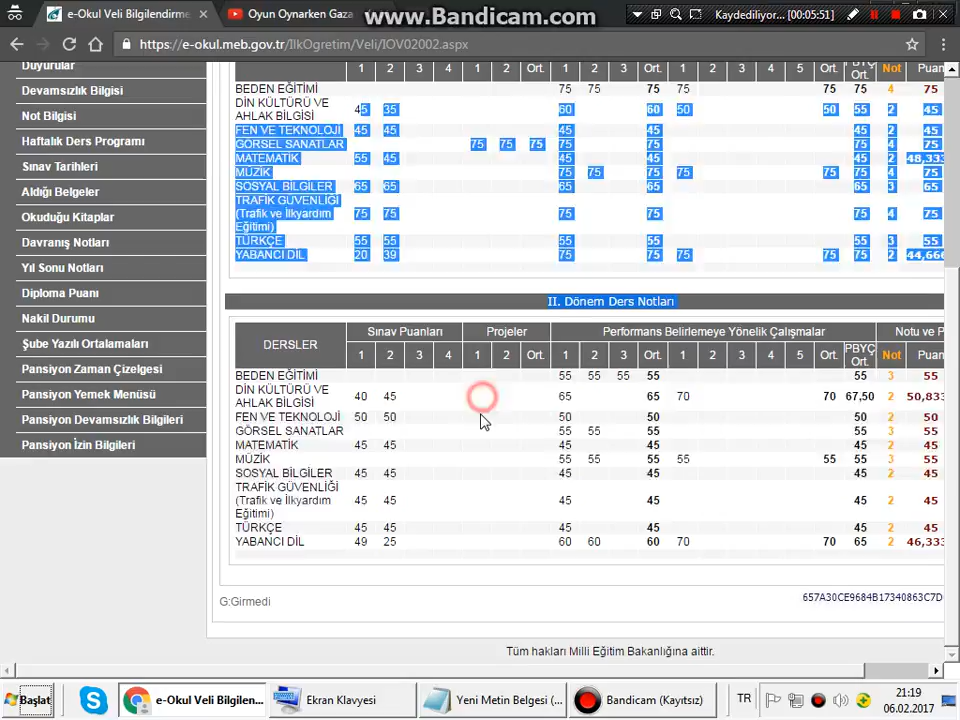 e-Okul Veli Bilgilendirme
Oyun Oynarken Gaza
www.Bandicam.com
Kaydediliyor... [00:05:51]
https://e-okul.meb.gov.tr/IlkOgretim/Veli/IOV02002.aspx
Duyurular
Devamsızlık Bilgisi
Not Bilgisi
Haftalık Ders Programı
Sınav Tarihleri
Aldığı Belgeler
Okuduğu Kitaplar
Davranış Notları
Yıl Sonu Notları
Diploma Puanı
Nakil Durumu
Şube Yazılı Ortalamaları
Pansiyon Zaman Çizelgesi
Pansiyon Yemek Menüsü
Pansiyon Devamsızlık Bilgileri
Pansiyon İzin Bilgileri
1 2 3 4 1 2 Ort. 1 2 3 Ort. 1 2 3 4 5 Ort. PBYÇ Ort. Not Puan
BEDEN EĞİTİMİ 75 75 75 75 75 75 4 75
DİN KÜLTÜRÜ VE
AHLAK BİLGİSİ 45 35 60 60 50 50 55 2 45
FEN VE TEKNOLOJİ 45 45 45 45 45 2 45
GÖRSEL SANATLAR 75 75 75 75 75 75 4 75
MATEMATİK 55 45 45 45 45 2 48,333
MÜZİK 75 75 75 75 75 75 4 75
SOSYAL BİLGİLER 65 65 65 65 65 3 65
TRAFİK GÜVENLİĞİ
(Trafik ve İlkyardım
Eğitimi) 75 75 75 75 75 4 75
TÜRKÇE 55 55 55 55 55 3 55
YABANCI DİL 20 39 75 75 75 75 75 2 44,666
II. Dönem Ders Notları
DERSLER Sınav Puanları Projeler Performans Belirlemeye Yönelik Çalışmalar Notu ve P
1 2 3 4 1 2 Ort. 1 2 3 Ort. 1 2 3 4 5 Ort. PBYÇ Ort. Not Puan
BEDEN EĞİTİMİ 55 55 55 55 55 3 55
DİN KÜLTÜRÜ VE
AHLAK BİLGİSİ 40 45 65 65 70 70 67,50 2 50,833
FEN VE TEKNOLOJİ 50 50 50 50 50 2 50
GÖRSEL SANATLAR 55 55 55 55 3 55
MATEMATİK 45 45 45 45 45 2 45
MÜZİK 55 55 55 55 55 55 3 55
SOSYAL BİLGİLER 45 45 45 45 45 2 45
TRAFİK GÜVENLİĞİ
(Trafik ve İlkyardım
Eğitimi) 45 45 45 45 45 2 45
TÜRKÇE 45 45 45 45 45 2 45
YABANCI DİL 49 25 60 60 60 70 70 65 2 46,333
G:Girmedi
657A30CE9684B17340863C7D
Tüm hakları Milli Eğitim Bakanlığına aittir.
Başlat
e-Okul Veli Bilgilen...
Ekran Klavyesi
Yeni Metin Belgesi (...
Bandicam (Kayıtsız)
TR
21:19
06.02.2017